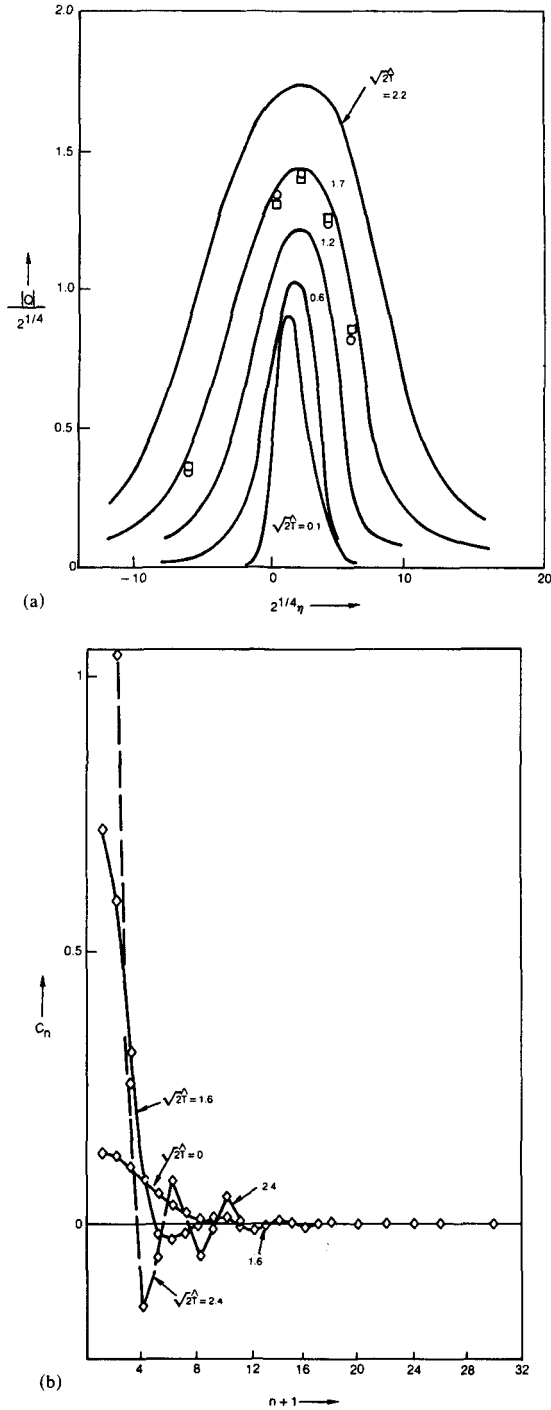 2.0
1.5
1.0
0.5
0
|Q|
2^{1/4}
√2T̂
= 2.2
1.7
1.2
0.6
√2T̂ = 0.1
−10
0
10
20
(a)
2^{1/4}η
1
0.5
0
C_n
√2T̂ = 1.6
√2T̂ = 0
2.4
1.6
√2T̂ = 2.4
4
8
12
16
20
24
28
32
(b)
n + 1